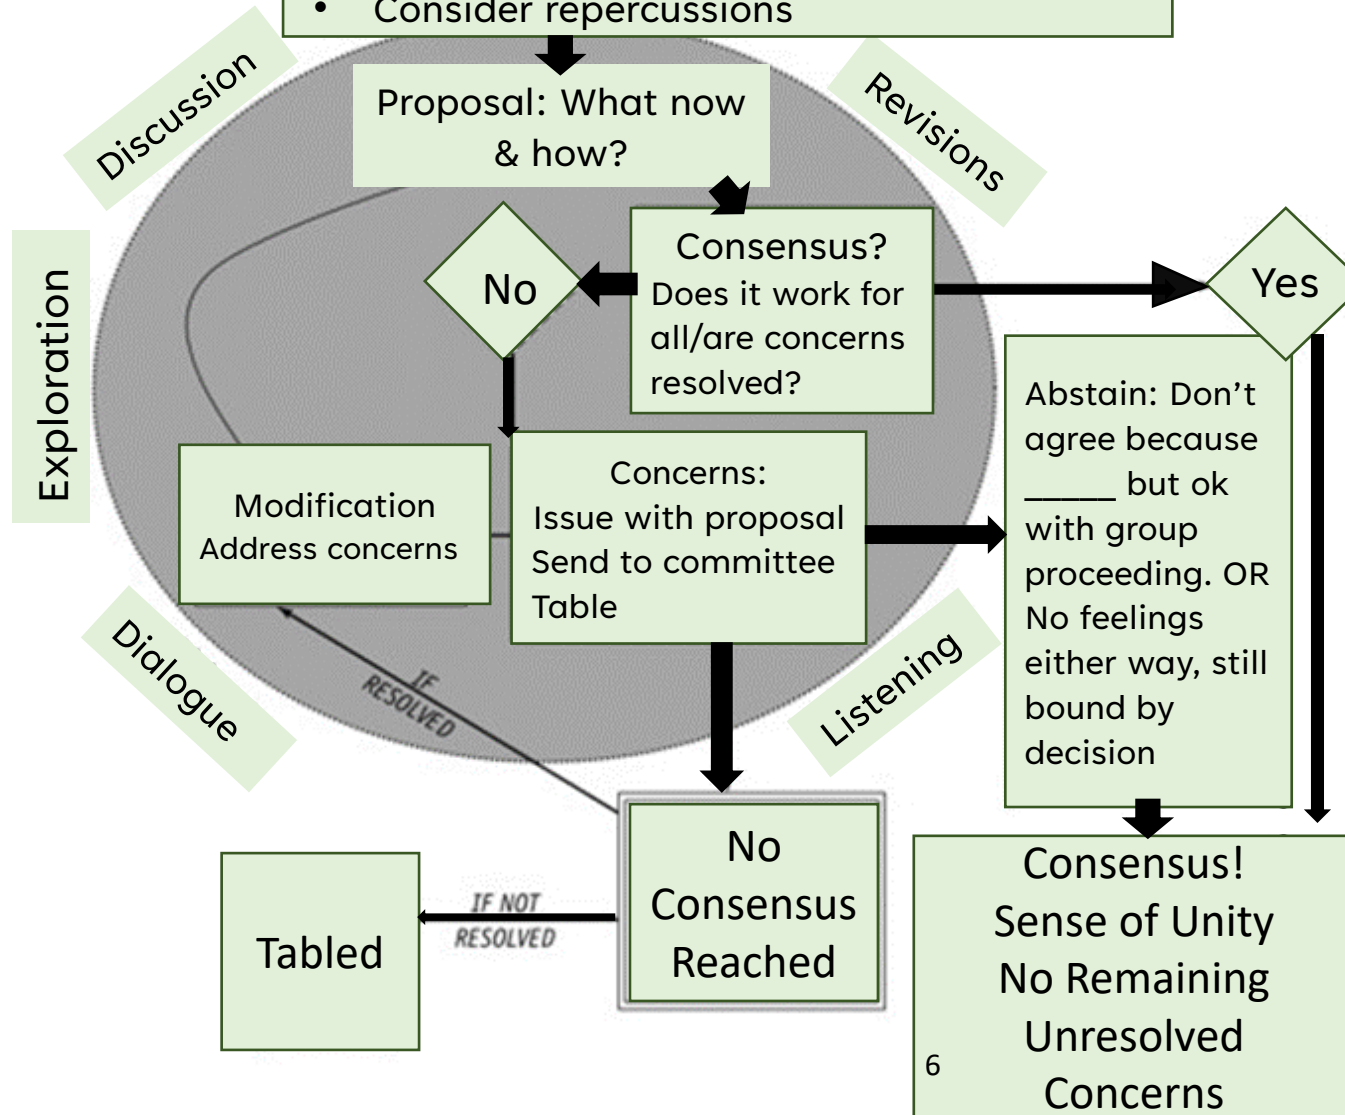 • Consider repercussions
Discussion
Revisions
Proposal: What now
& how?
Exploration
No
Consensus?
Does it work for
all/are concerns
resolved?
Yes
Abstain: Don’t
agree because
_____ but ok
with group
proceeding. OR
No feelings
either way, still
bound by
decision
Modification
Address concerns
Concerns:
Issue with proposal
Send to committee
Table
Dialogue
IF
RESOLVED
Listening
No
Consensus
Reached
IF NOT
RESOLVED
Tabled
Consensus!
Sense of Unity
No Remaining
Unresolved
Concerns
6